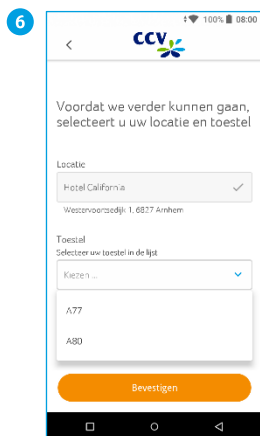 6
100% 08:00
CCV
Voordat we verder kunnen gaan,
selecteert u uw locatie en toestel
Locatie
Hotel California
Westervoortsedijk 1, 6827 Arnhem
Toestel
Selecteer uw toestel in de lijst
Kiezen ...
A77
A80
Bevestigen